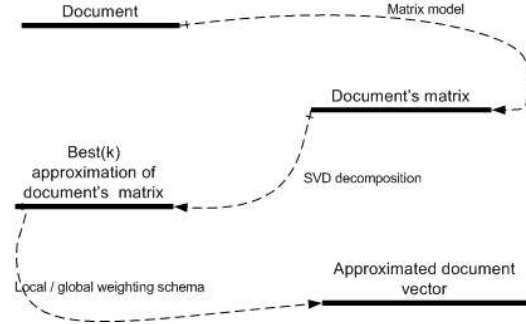 Document
Matrix model
Document's matrix
Best(k)
approximation of
document's matrix
SVD decomposition
Local / global weighting schema
Approximated document
vector